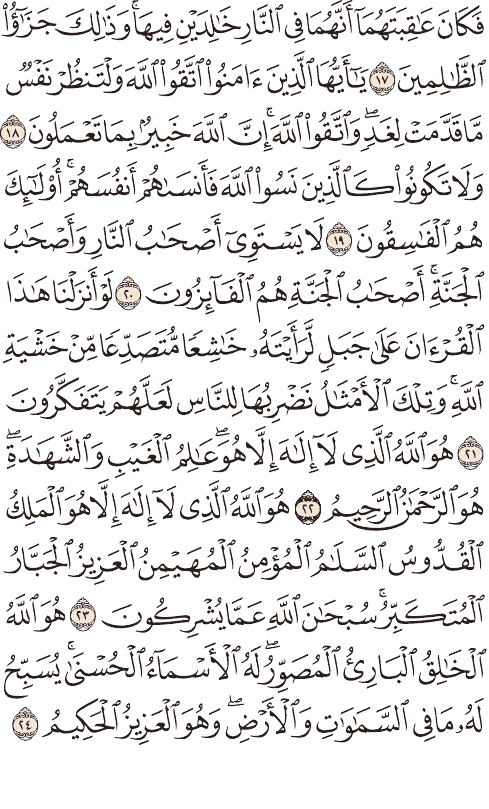 فَكَانَ عَٰقِبَتَهُمَآ أَنَّهُمَا فِى ٱلنَّارِ خَٰلِدَيْنِ فِيهَا ۚ وَذَٰلِكَ جَزَٰٓؤُا۟
ٱلظَّٰلِمِينَ ١٧ يَٰٓأَيُّهَا ٱلَّذِينَ ءَامَنُوا۟ ٱتَّقُوا۟ ٱللَّهَ وَلْتَنظُرْ نَفْسٌ
مَّا قَدَّمَتْ لِغَدٍ ۖ وَٱتَّقُوا۟ ٱللَّهَ ۚ إِنَّ ٱللَّهَ خَبِيرٌۢ بِمَا تَعْمَلُونَ ١٨
وَلَا تَكُونُوا۟ كَٱلَّذِينَ نَسُوا۟ ٱللَّهَ فَأَنسَىٰهُمْ أَنفُسَهُمْ ۚ أُو۟لَٰٓئِكَ
هُمُ ٱلْفَٰسِقُونَ ١٩ لَا يَسْتَوِىٓ أَصْحَٰبُ ٱلنَّارِ وَأَصْحَٰبُ
ٱلْجَنَّةِ ۚ أَصْحَٰبُ ٱلْجَنَّةِ هُمُ ٱلْفَآئِزُونَ ٢٠ لَوْ أَنزَلْنَا هَٰذَا
ٱلْقُرْءَانَ عَلَىٰ جَبَلٍ لَّرَأَيْتَهُۥ خَٰشِعًا مُّتَصَدِّعًا مِّنْ خَشْيَةِ
ٱللَّهِ ۚ وَتِلْكَ ٱلْأَمْثَٰلُ نَضْرِبُهَا لِلنَّاسِ لَعَلَّهُمْ يَتَفَكَّرُونَ
٢١ هُوَ ٱللَّهُ ٱلَّذِى لَآ إِلَٰهَ إِلَّا هُوَ ۖ عَٰلِمُ ٱلْغَيْبِ وَٱلشَّهَٰدَةِ ۖ
هُوَ ٱلرَّحْمَٰنُ ٱلرَّحِيمُ ٢٢ هُوَ ٱللَّهُ ٱلَّذِى لَآ إِلَٰهَ إِلَّا هُوَ ٱلْمَلِكُ
ٱلْقُدُّوسُ ٱلسَّلَٰمُ ٱلْمُؤْمِنُ ٱلْمُهَيْمِنُ ٱلْعَزِيزُ ٱلْجَبَّارُ
ٱلْمُتَكَبِّرُ ۚ سُبْحَٰنَ ٱللَّهِ عَمَّا يُشْرِكُونَ ٢٣ هُوَ ٱللَّهُ
ٱلْخَٰلِقُ ٱلْبَارِئُ ٱلْمُصَوِّرُ ۖ لَهُ ٱلْأَسْمَآءُ ٱلْحُسْنَىٰ ۚ يُسَبِّحُ
لَهُۥ مَا فِى ٱلسَّمَٰوَٰتِ وَٱلْأَرْضِ ۖ وَهُوَ ٱلْعَزِيزُ ٱلْحَكِيمُ ٢٤